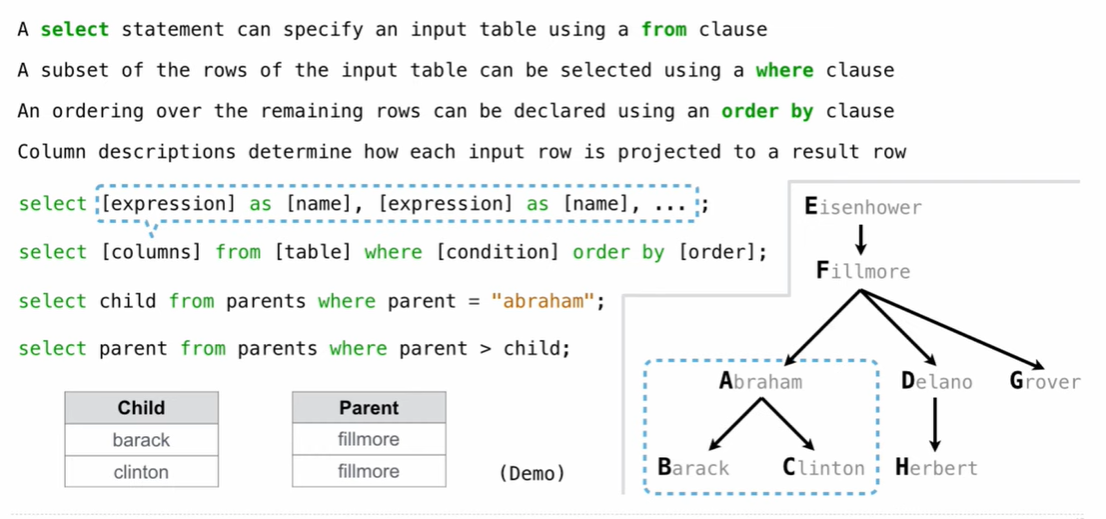 A select statement can specify an input table using a from clause
A subset of the rows of the input table can be selected using a where clause
An ordering over the remaining rows can be declared using an order by clause
Column descriptions determine how each input row is projected to a result row
select [expression] as [name], [expression] as [name], ... ;
select [columns] from [table] where [condition] order by [order];
select child from parents where parent = "abraham";
select parent from parents where parent > child;
Child
barack
clinton
Parent
fillmore
fillmore
(Demo)
Eisenhower
Fillmore
Abraham
Delano
Grover
Barack
Clinton
Herbert